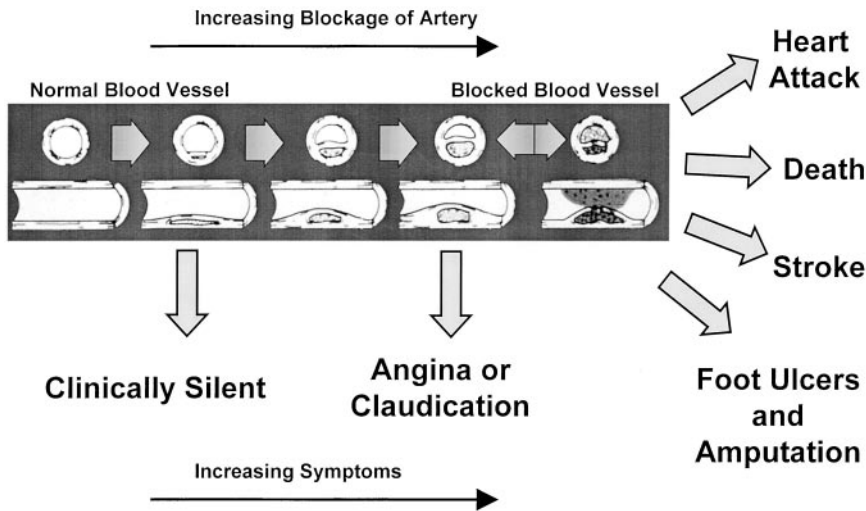 Increasing Blockage of Artery
Normal Blood Vessel
Blocked Blood Vessel
Heart
Attack
Death
Stroke
Clinically Silent
Angina or
Claudication
Foot Ulcers
and
Amputation
Increasing Symptoms